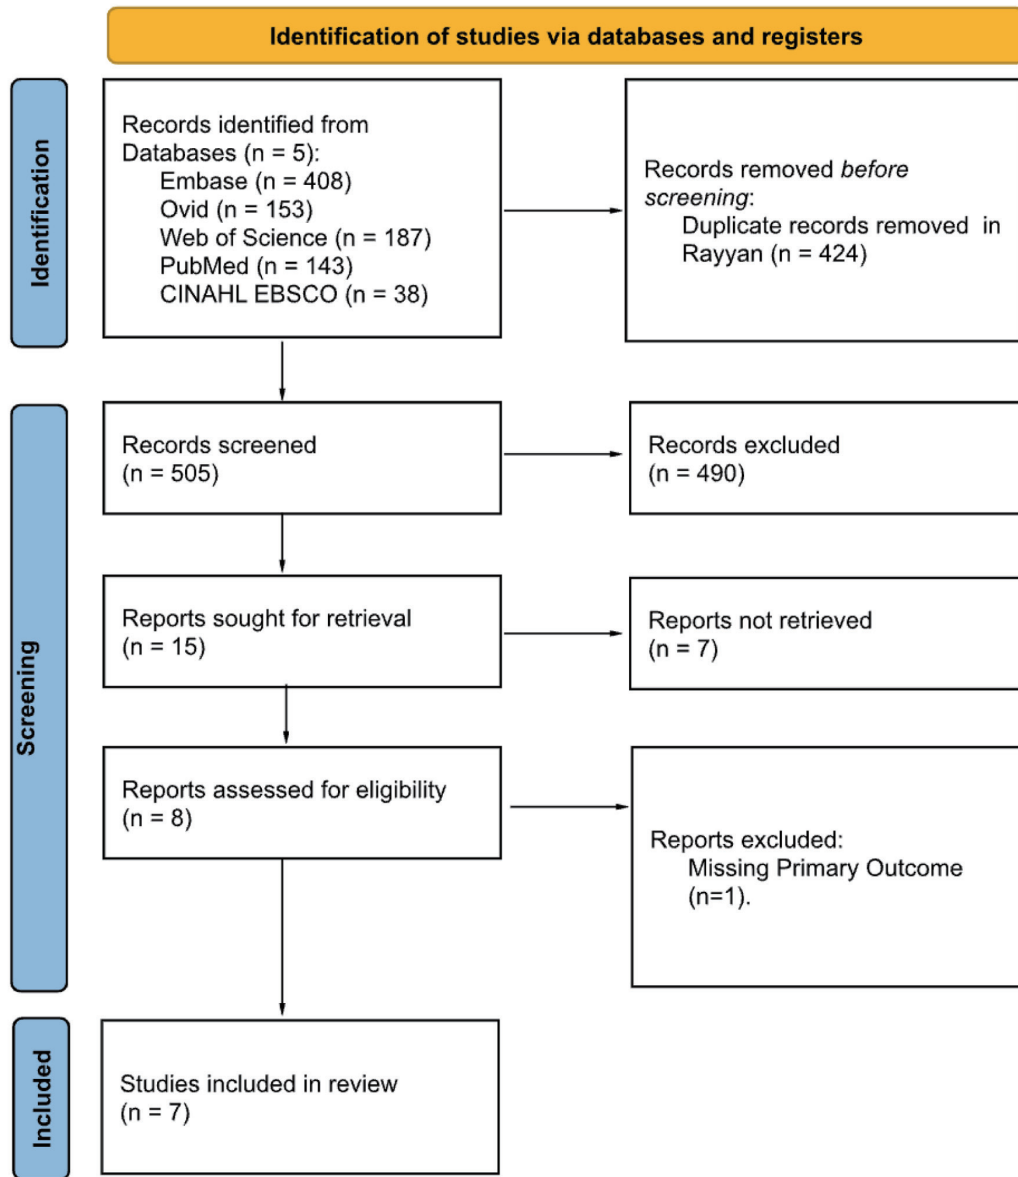 Identification of studies via databases and registers
Identification
Records identified from
Databases (n = 5):
Embase (n = 408)
Ovid (n = 153)
Web of Science (n = 187)
PubMed (n = 143)
CINAHL EBSCO (n = 38)
Records removed before
screening:
Duplicate records removed in
Rayyan (n = 424)
Screening
Records screened
(n = 505)
Records excluded
(n = 490)
Reports sought for retrieval
(n = 15)
Reports not retrieved
(n = 7)
Reports assessed for eligibility
(n = 8)
Reports excluded:
Missing Primary Outcome
(n=1).
Included
Studies included in review
(n = 7)